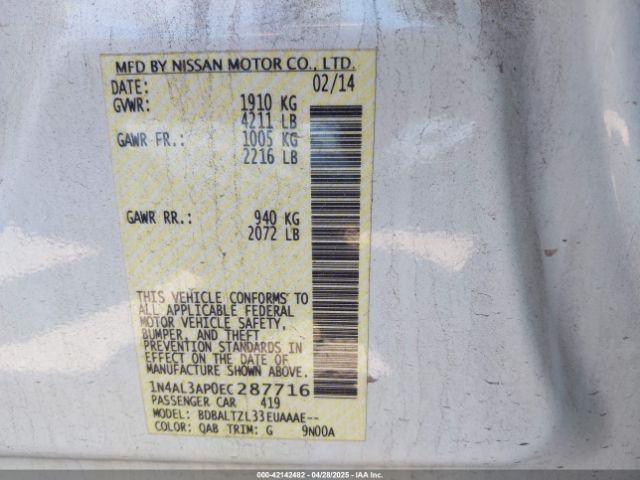 MFD BY NISSAN MOTOR CO., LTD.
DATE: 02/14
GVWR: 1910 KG
4211 LB
GAWR FR.: 1005 KG
2216 LB
GAWR RR.: 940 KG
2072 LB
THIS VEHICLE CONFORMS TO
ALL APPLICABLE FEDERAL
MOTOR VEHICLE SAFETY,
BUMPER, AND THEFT
PREVENTION STANDARDS IN
EFFECT ON THE DATE OF
MANUFACTURE SHOWN ABOVE.
1N4AL3AP0EC287716
PASSENGER CAR 419
MODEL: BDBALTZL33EUAAAE--
COLOR: QAB TRIM: G 9N00A
000-42142482 - 04/28/2025 - IAAI.COM